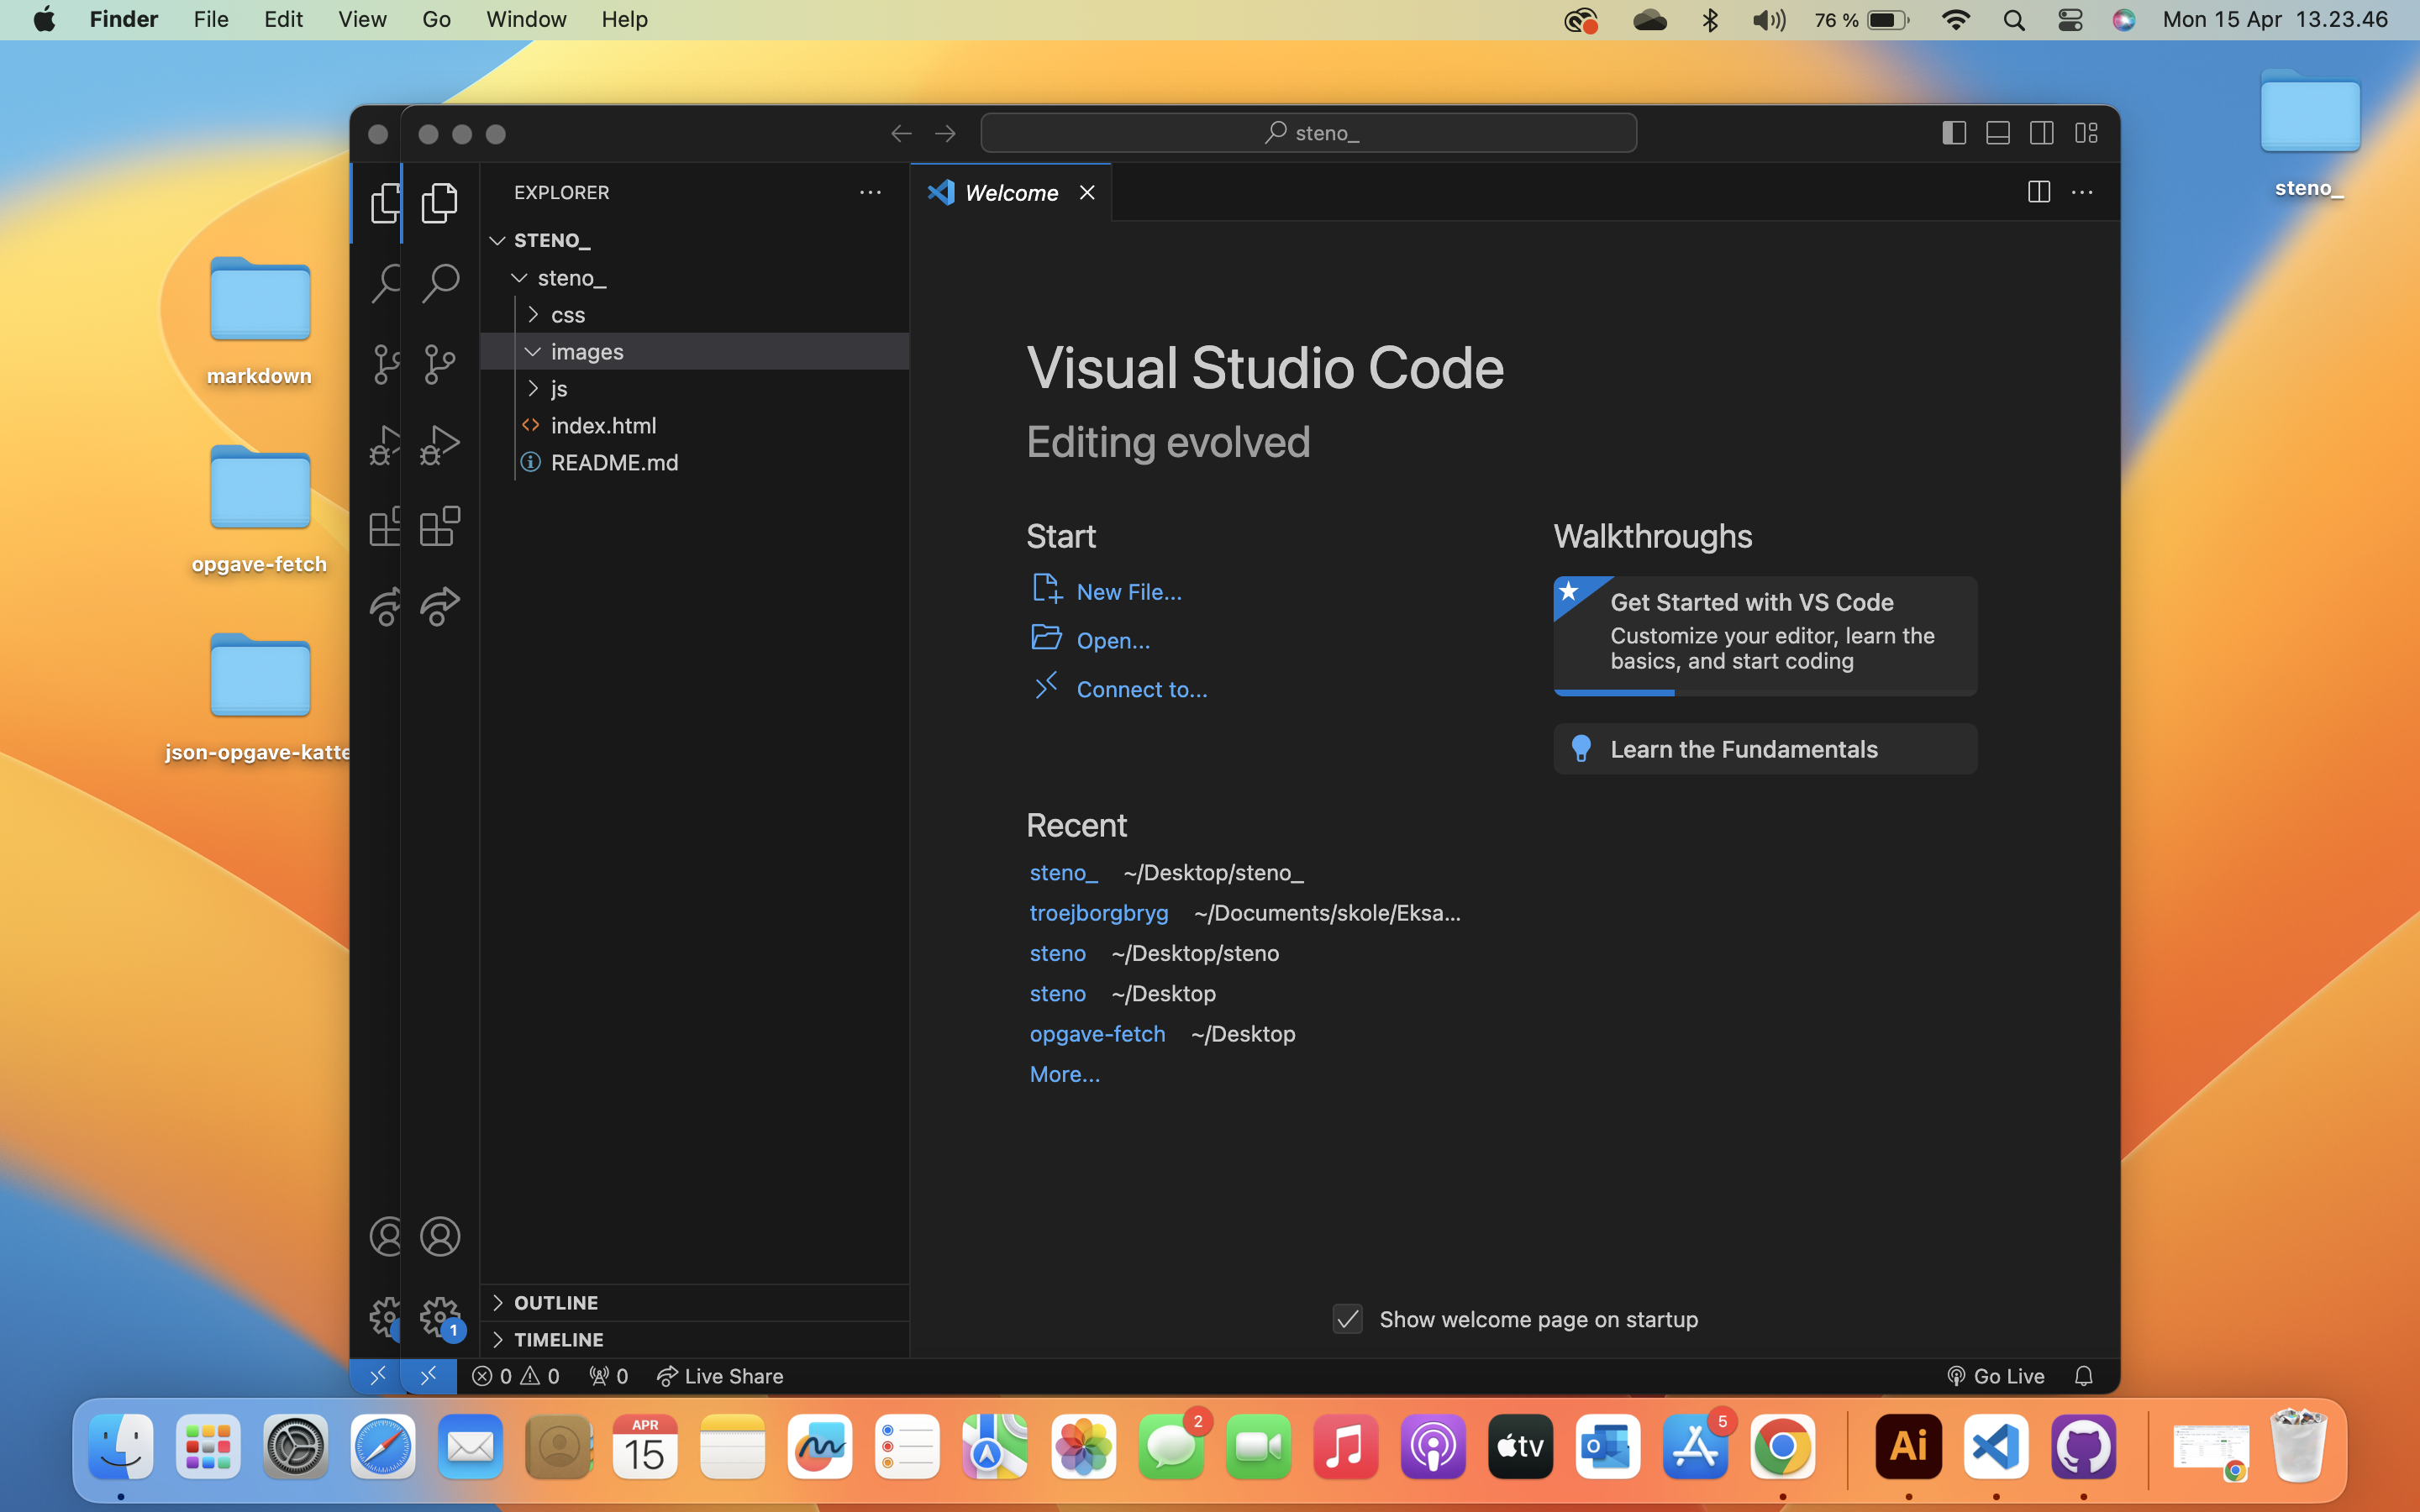 Finder File Edit View Go Window Help 76 % Mon 15 Apr 13.23.46
steno_
markdown
opgave-fetch
json-opgave-katte
steno_
EXPLORER
STENO_
steno_
css
images
js
index.html
README.md
OUTLINE
TIMELINE
Welcome
Visual Studio Code
Editing evolved
Start
New File...
Open...
Connect to...
Walkthroughs
Get Started with VS Code
Customize your editor, learn the
basics, and start coding
Learn the Fundamentals
Recent
steno_ ~/Desktop/steno_
troejborgbryg ~/Documents/skole/Eksa...
steno ~/Desktop/steno
steno ~/Desktop
opgave-fetch ~/Desktop
More...
Show welcome page on startup
1
0 0 0 Live Share Go Live
APR
15
2
tv
O
5
Ai